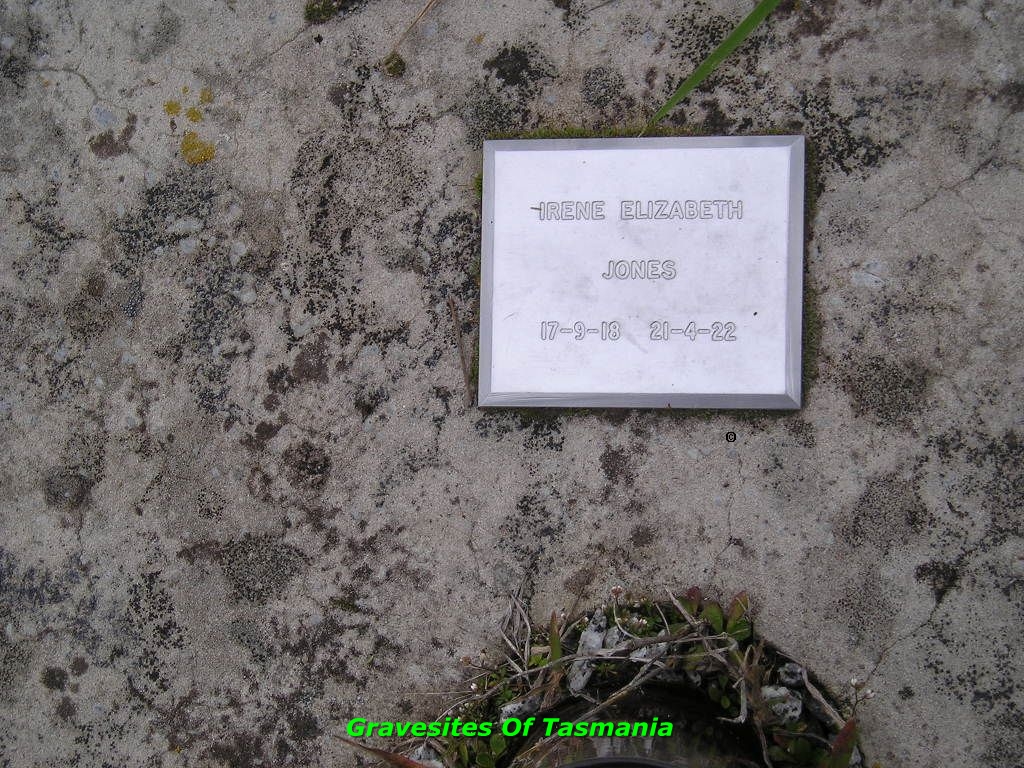 IRENE ELIZABETH
JONES
17-9-18 21-4-22
©
Gravesites Of Tasmania